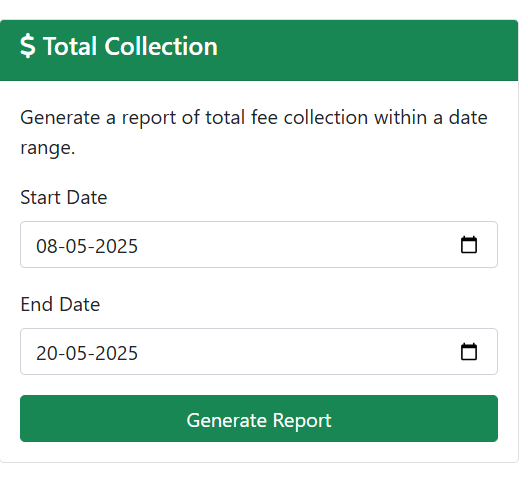 $ Total Collection
Generate a report of total fee collection within a date
range.
Start Date
08-05-2025
End Date
20-05-2025
Generate Report